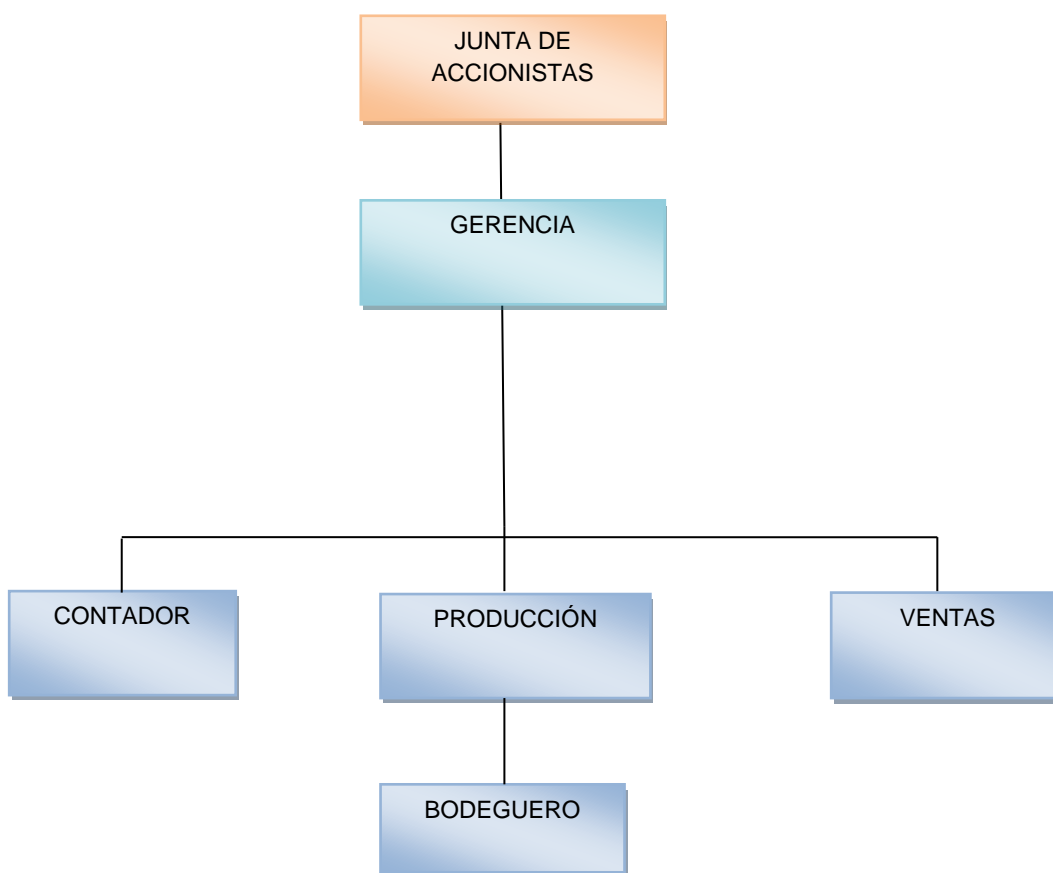 JUNTA DE
ACCIONISTAS
GERENCIA
CONTADOR
PRODUCCIÓN
VENTAS
BODEGUERO